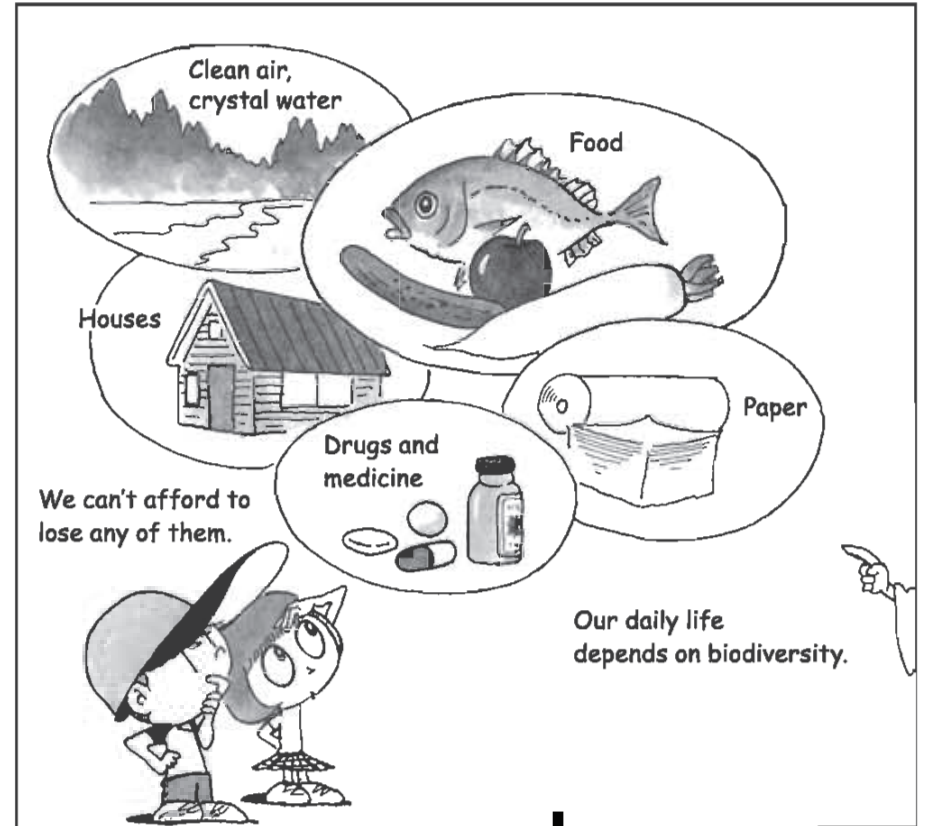 Clean air,
crystal water
Food
Houses
Paper
Drugs and
medicine
We can't afford to
lose any of them.
Our daily life
depends on biodiversity.